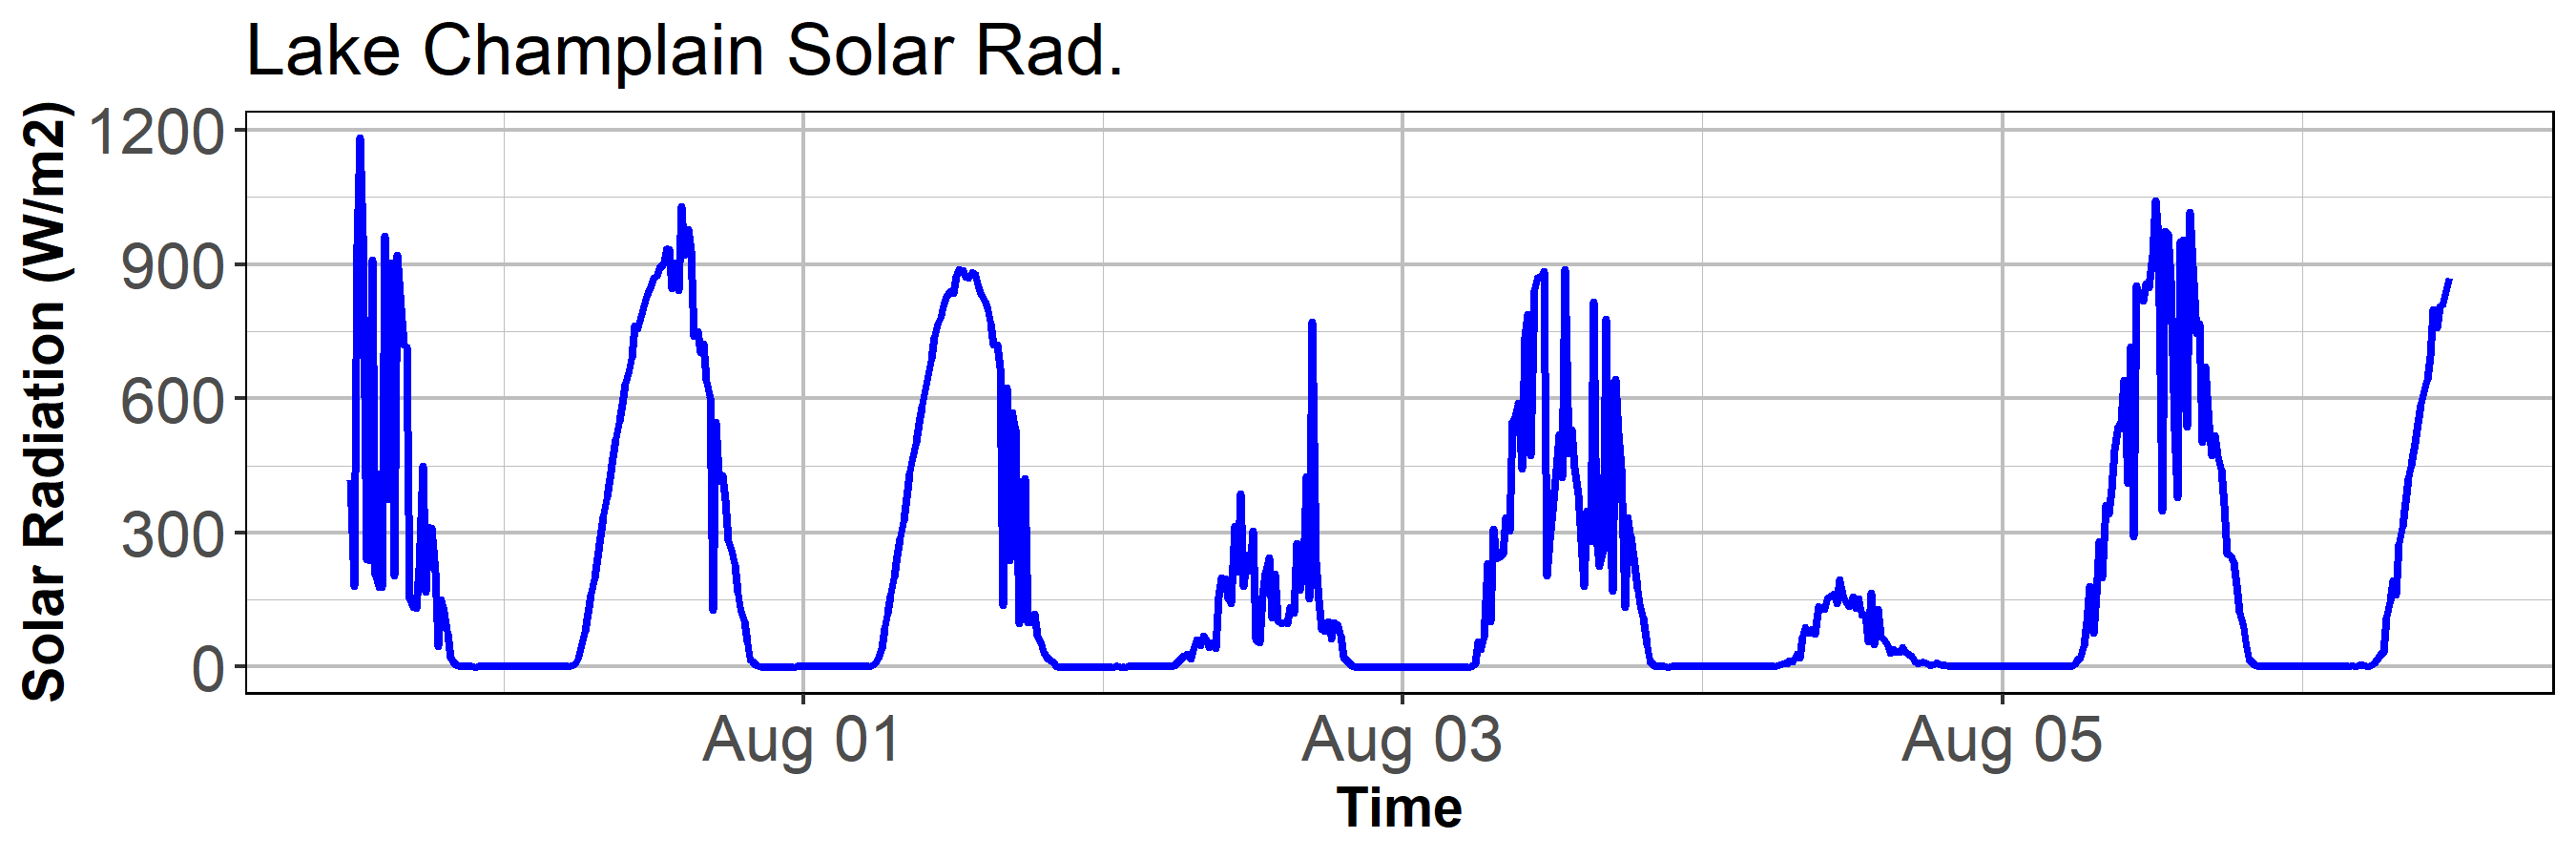 Lake Champlain Solar Rad.
Solar Radiation (W/m2)
1200
900
600
300
0
Aug 01
Aug 03
Aug 05
Time